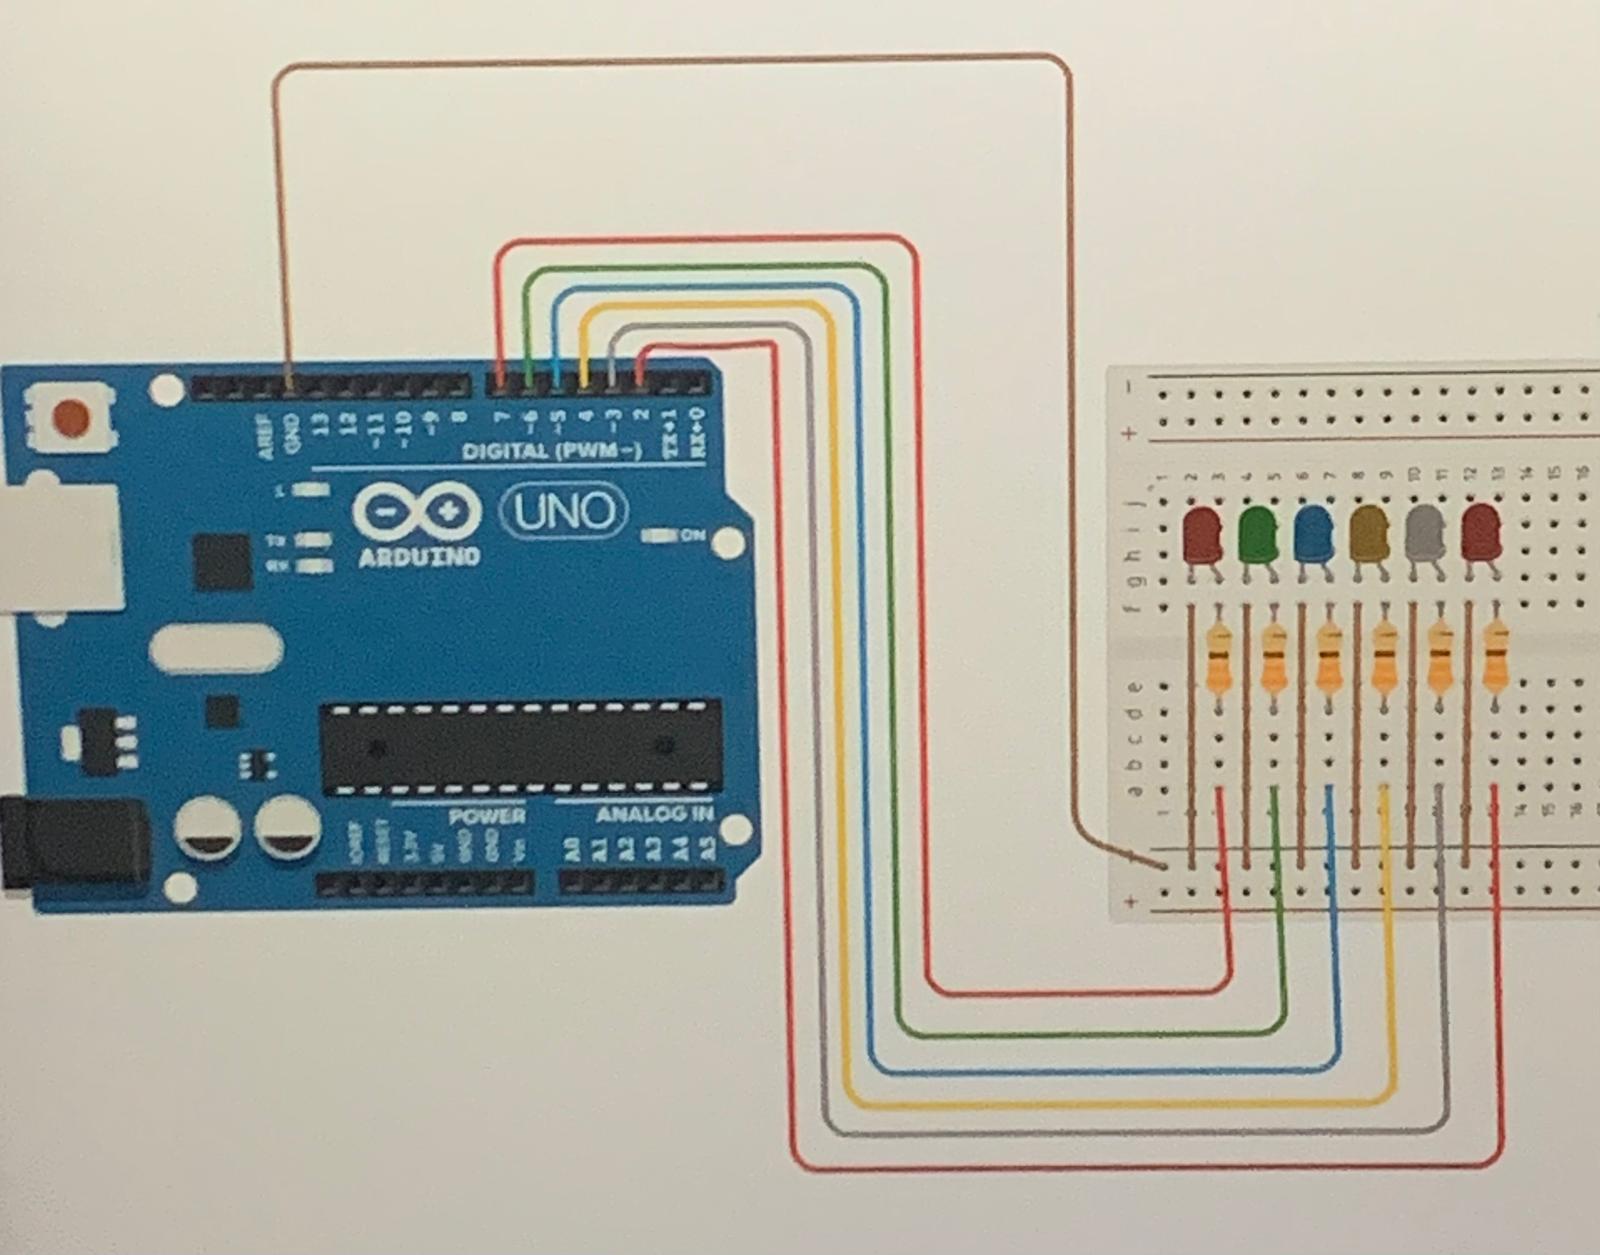 AREF
GND
13
12
~11
~10
~9
8
7
~6
~5
4
~3
2
TX→1
RX←0
DIGITAL (PWM~)
L
TX
RX
UNO
ON
ARDUINO
POWER
ANALOG IN
IOREF
RESET
3.3V
5V
GND
GND
Vin
A0
A1
A2
A3
A4
A5
-
+
1 2 3 4 5 6 7 8 9 10 11 12 13 14 15 16
j
i
h
g
f
e
d
c
b
a
1 14 15 16
+